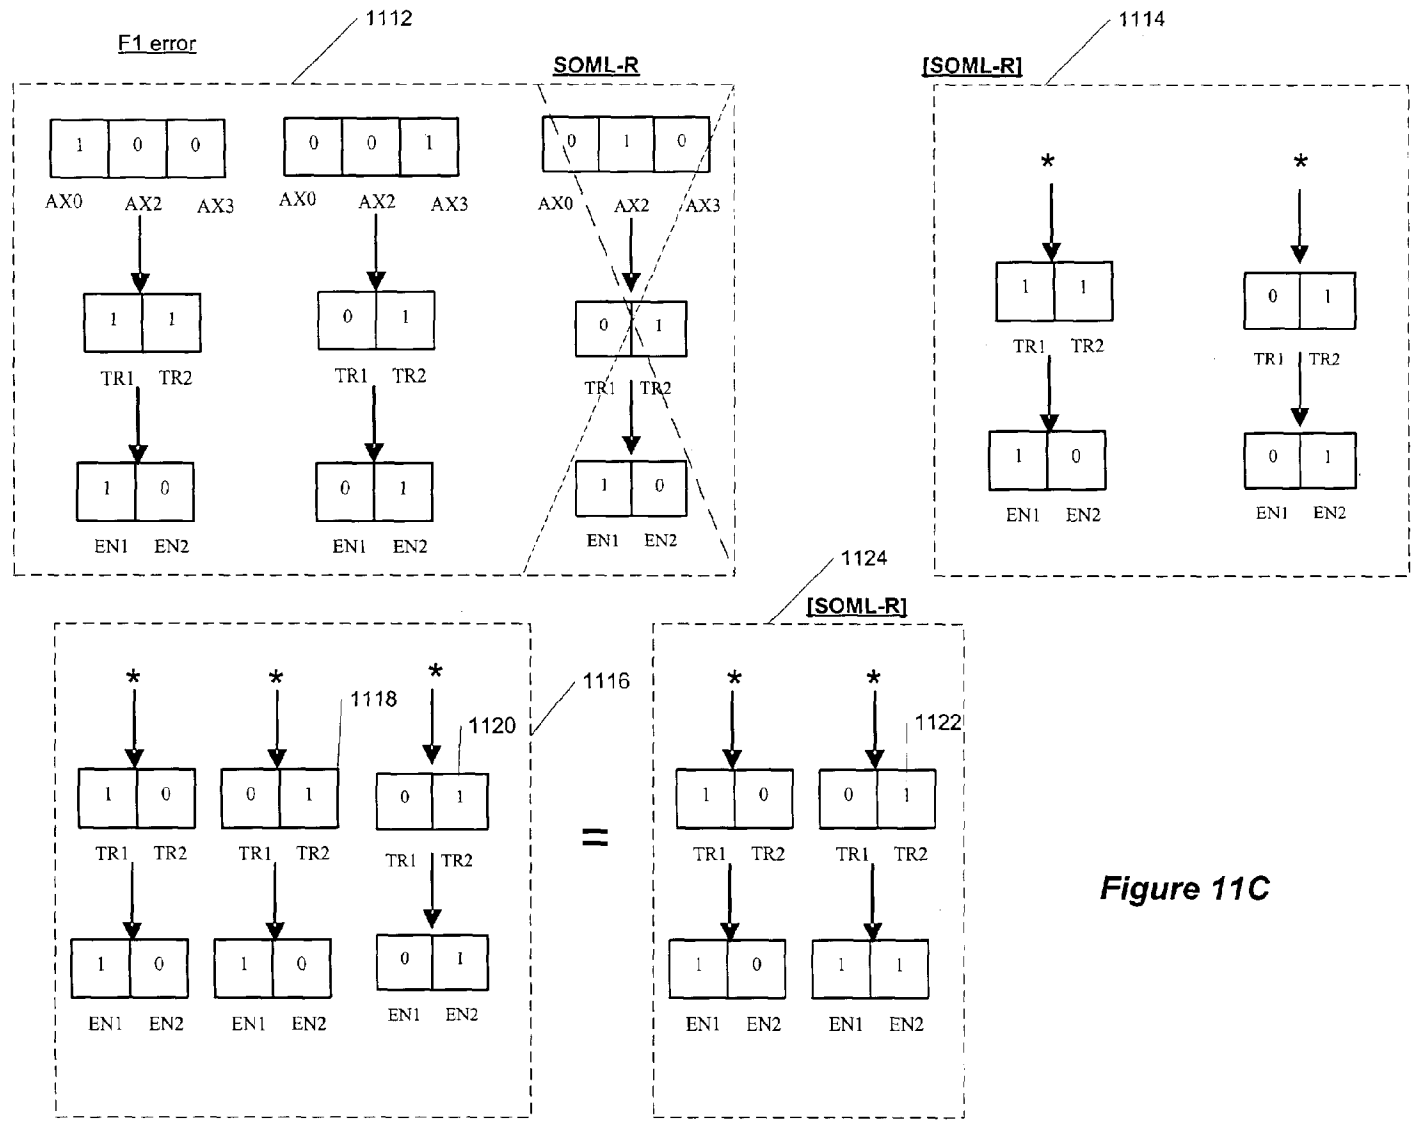 1112
1114
F1 error
SOML-R
[SOML-R]
1 0 0
0 0 1
0 1 0
AX0 AX2 AX3
AX0 AX2 AX3
AX0 AX2 AX3
* *
1 1
0 1
0 1
TR1 TR2
TR1 TR2
TR1 TR2
1 1
0 1
TR1 TR2
TR1 TR2
1 0
0 1
1 0
EN1 EN2
EN1 EN2
EN1 EN2
1 0
0 1
EN1 EN2
EN1 EN2
1124
[SOML-R]
* * *
1116
1118
1120
* *
1122
1 0
0 1
0 1
TR1 TR2
TR1 TR2
TR1 TR2
=
1 0
0 1
TR1 TR2
TR1 TR2
1 0
1 0
0 1
EN1 EN2
EN1 EN2
EN1 EN2
1 0
1 1
EN1 EN2
EN1 EN2
Figure 11C